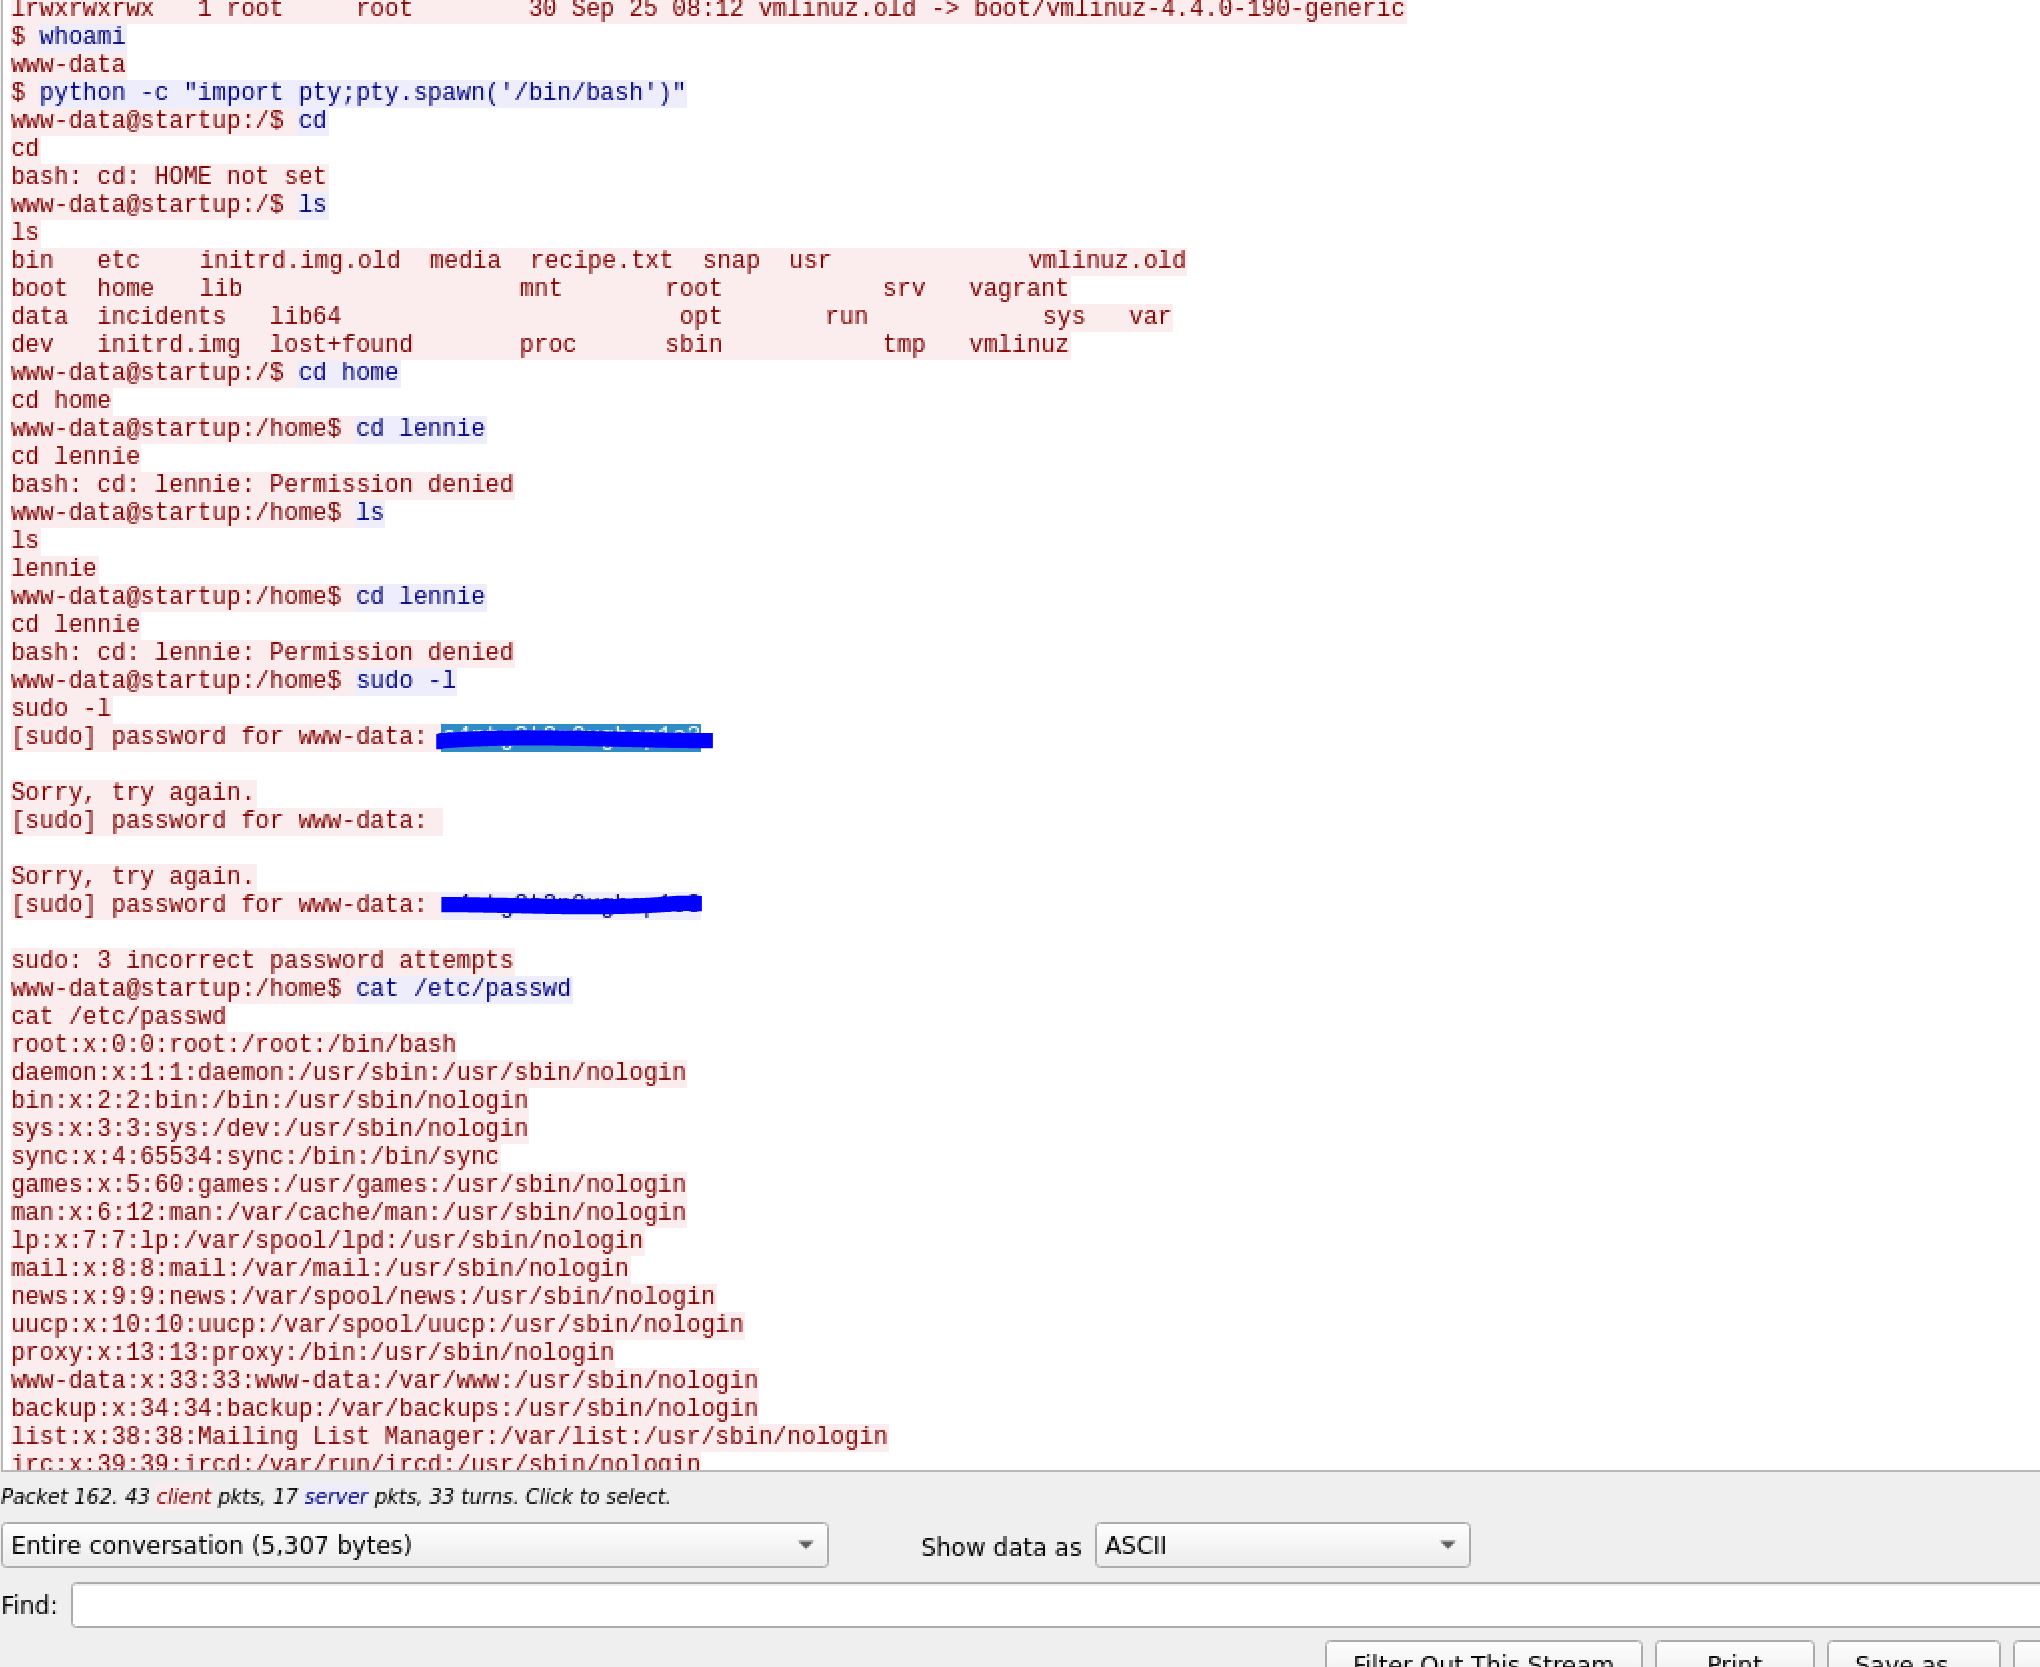 lrwxrwxrwx 1 root root 30 Sep 25 08:12 vmlinuz.old -> boot/vmlinuz-4.4.0-190-generic
$ whoami
www-data
$ python -c "import pty;pty.spawn('/bin/bash')"
www-data@startup:/$ cd
cd
bash: cd: HOME not set
www-data@startup:/$ ls
ls
bin etc initrd.img.old media recipe.txt snap usr vmlinuz.old
boot home lib mnt root srv vagrant
data incidents lib64 opt run sys var
dev initrd.img lost+found proc sbin tmp vmlinuz
www-data@startup:/$ cd home
cd home
www-data@startup:/home$ cd lennie
cd lennie
bash: cd: lennie: Permission denied
www-data@startup:/home$ ls
ls
lennie
www-data@startup:/home$ cd lennie
cd lennie
bash: cd: lennie: Permission denied
www-data@startup:/home$ sudo -l
sudo -l
[sudo] password for www-data:
Sorry, try again.
[sudo] password for www-data:
Sorry, try again.
[sudo] password for www-data:
sudo: 3 incorrect password attempts
www-data@startup:/home$ cat /etc/passwd
cat /etc/passwd
root:x:0:0:root:/root:/bin/bash
daemon:x:1:1:daemon:/usr/sbin:/usr/sbin/nologin
bin:x:2:2:bin:/bin:/usr/sbin/nologin
sys:x:3:3:sys:/dev:/usr/sbin/nologin
sync:x:4:65534:sync:/bin:/bin/sync
games:x:5:60:games:/usr/games:/usr/sbin/nologin
man:x:6:12:man:/var/cache/man:/usr/sbin/nologin
lp:x:7:7:lp:/var/spool/lpd:/usr/sbin/nologin
mail:x:8:8:mail:/var/mail:/usr/sbin/nologin
news:x:9:9:news:/var/spool/news:/usr/sbin/nologin
uucp:x:10:10:uucp:/var/spool/uucp:/usr/sbin/nologin
proxy:x:13:13:proxy:/bin:/usr/sbin/nologin
www-data:x:33:33:www-data:/var/www:/usr/sbin/nologin
backup:x:34:34:backup:/var/backups:/usr/sbin/nologin
list:x:38:38:Mailing List Manager:/var/list:/usr/sbin/nologin
irc:x:39:39:ircd:/var/run/ircd:/usr/sbin/nologin
Packet 162. 43 client pkts, 17 server pkts, 33 turns. Click to select.
Entire conversation (5,307 bytes) Show data as ASCII
Find:
Filter Out This Stream Print Save as